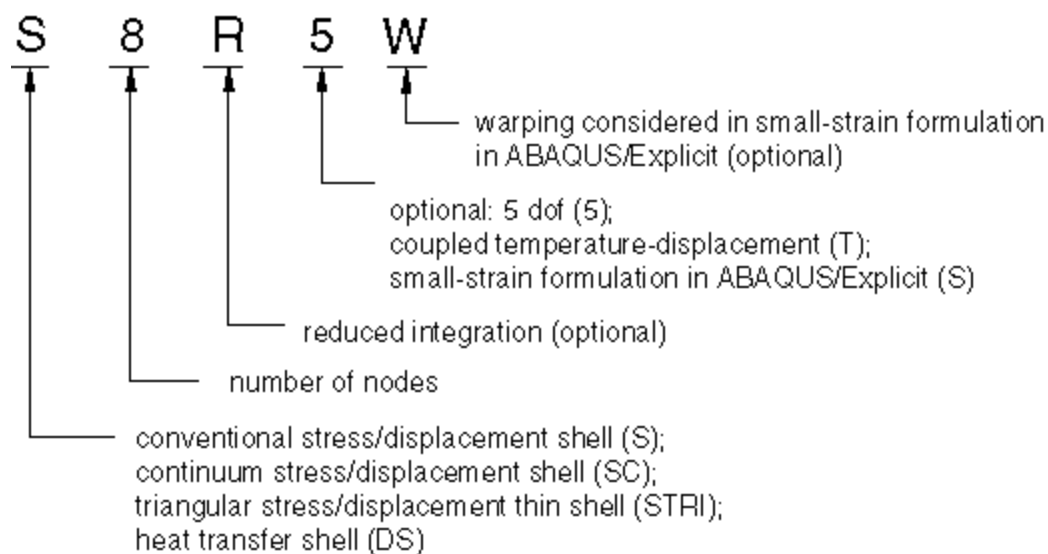 S 8 R 5 W
warping considered in small-strain formulation
in ABAQUS/Explicit (optional)
optional: 5 dof (5);
coupled temperature-displacement (T);
small-strain formulation in ABAQUS/Explicit (S)
reduced integration (optional)
number of nodes
conventional stress/displacement shell (S);
continuum stress/displacement shell (SC);
triangular stress/displacement thin shell (STRI);
heat transfer shell (DS)